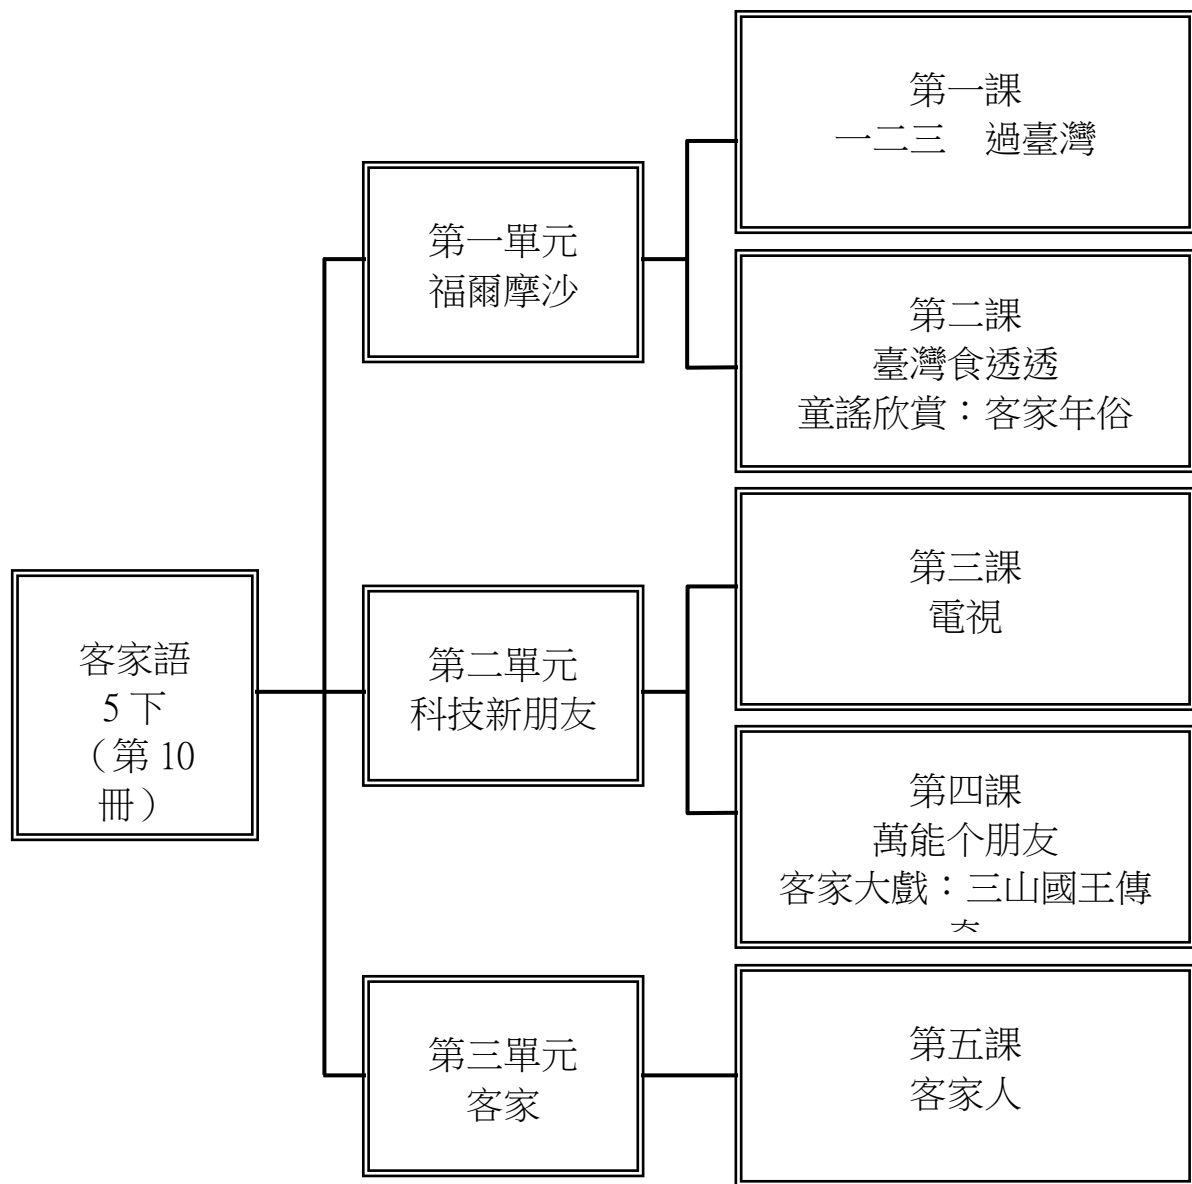 客家語
5 下
（第 10
冊）
第一單元
福爾摩沙
第一課
一二三　過臺灣
第二課
臺灣食透透
童謠欣賞：客家年俗
第二單元
科技新朋友
第三課
電視
第四課
萬能个朋友
客家大戲：三山國王傳
第三單元
客家
第五課
客家人